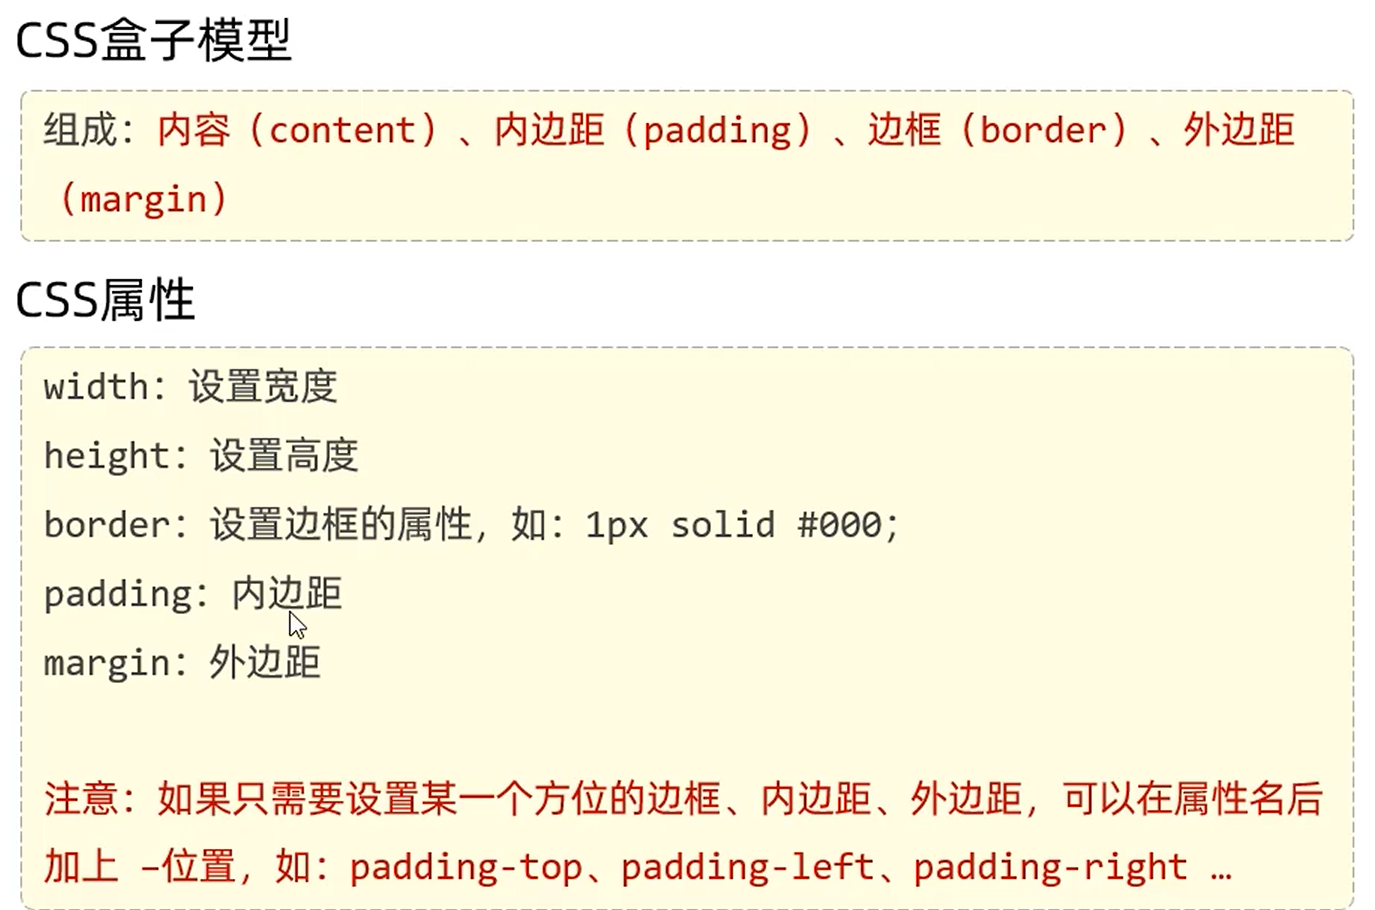 CSS盒子模型
组成：内容（content）、内边距（padding）、边框（border）、外边距
（margin）
CSS属性
width：设置宽度
height：设置高度
border：设置边框的属性，如：1px solid #000;
padding：内边距
margin：外边距
注意：如果只需要设置某一个方位的边框、内边距、外边距，可以在属性名后
加上 –位置，如：padding-top、padding-left、padding-right …